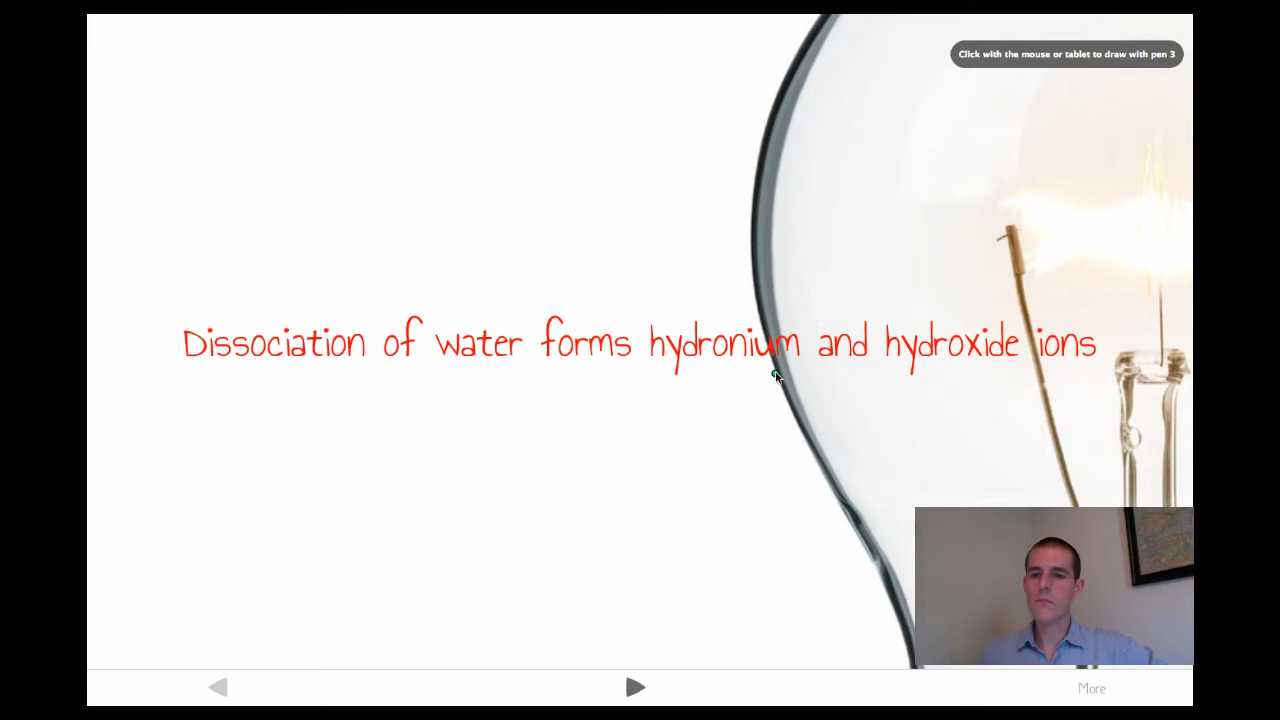 Click with the mouse or tablet to draw with pen 3
Dissociation of water forms hydronium and hydroxide ions
More